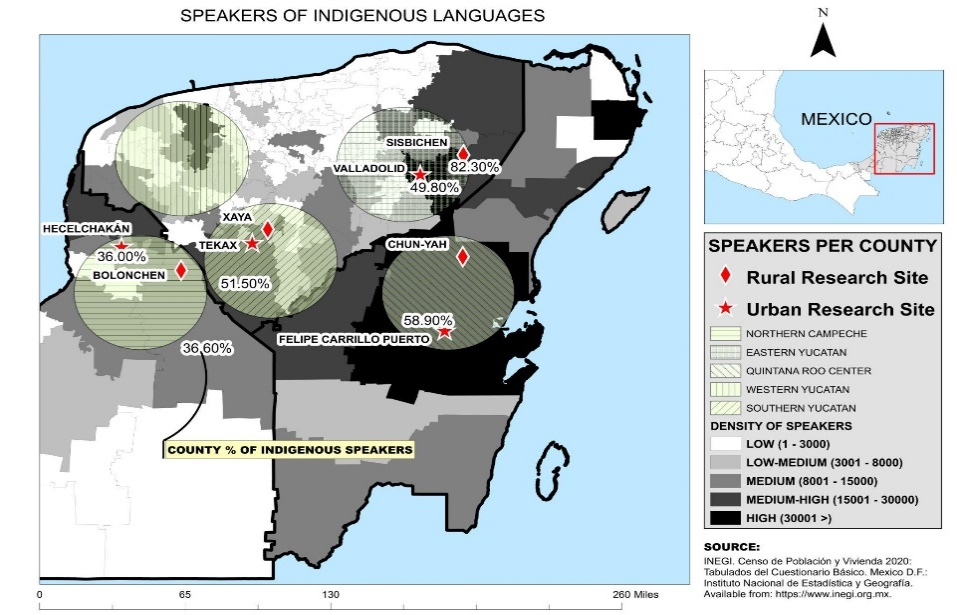 SPEAKERS OF INDIGENOUS LANGUAGES
N
MEXICO
SISBICHEN
82.30%
VALLADOLID
49.80%
XAYA
HECELCHAKÁN
TEKAX
CHUN-YAH
36.00%
BOLONCHEN
51.50%
58.90%
FELIPE CARRILLO PUERTO
36.60%
COUNTY % OF INDIGENOUS SPEAKERS
0 65 130 260 Miles
SPEAKERS PER COUNTY
Rural Research Site
Urban Research Site
NORTHERN CAMPECHE
EASTERN YUCATAN
QUINTANA ROO CENTER
WESTERN YUCATAN
SOUTHERN YUCATAN
DENSITY OF SPEAKERS
LOW (1 - 3000)
LOW-MEDIUM (3001 - 8000)
MEDIUM (8001 - 15000)
MEDIUM-HIGH (15001 - 30000)
HIGH (30001 >)
SOURCE:
INEGI. Censo de Población y Vivienda 2020:
Tabulados del Cuestionario Básico. Mexico D.F.:
Instituto Nacional de Estadística y Geografía.
Available from: https://www.inegi.org.mx.